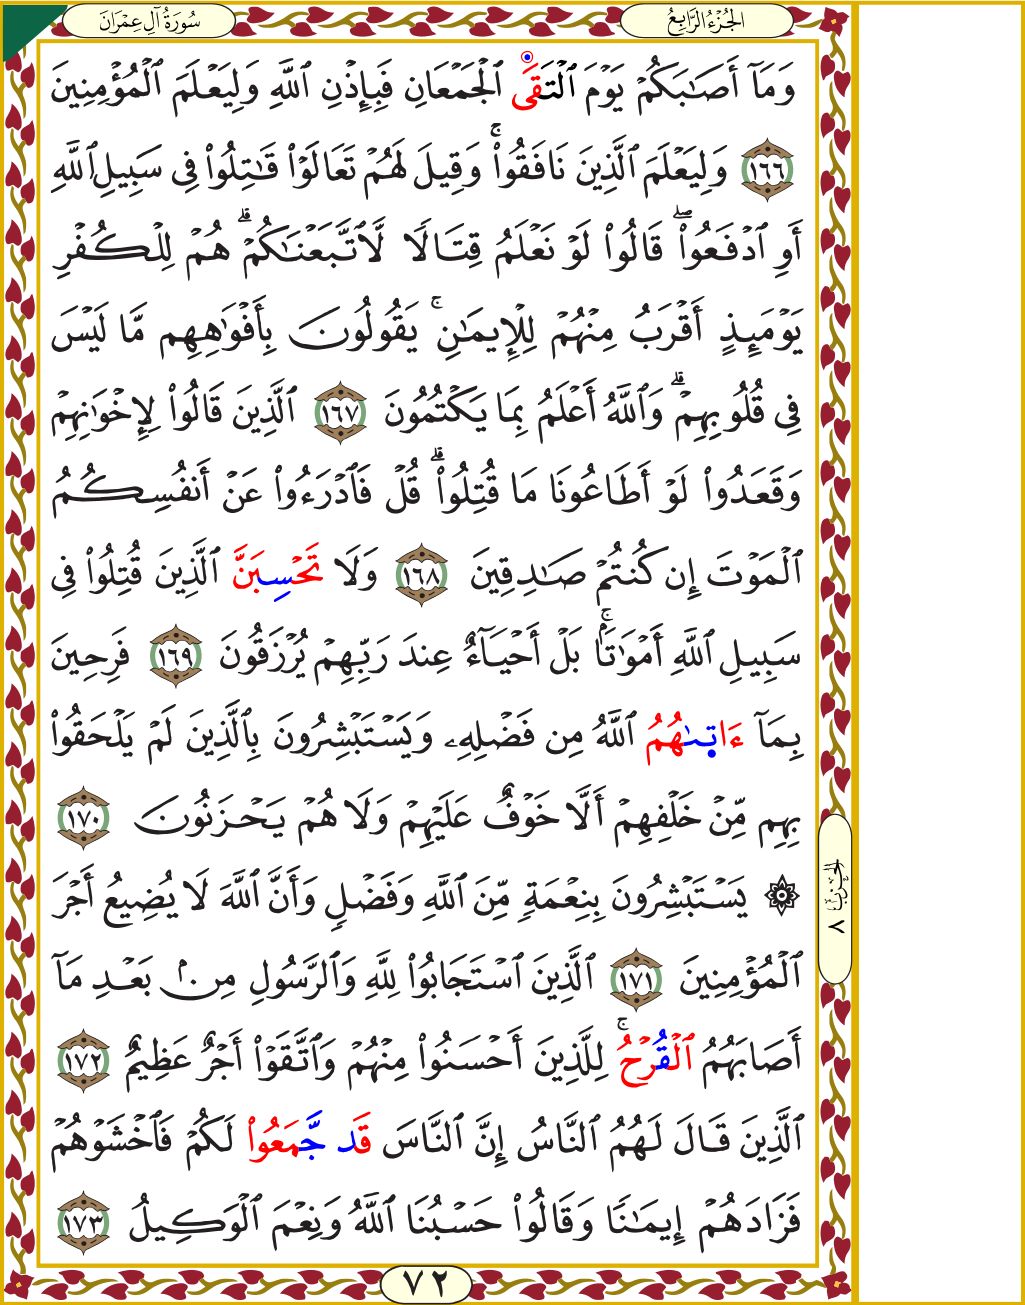 الجُزْءُ الرَّابِعُ
سُورَةُ آلِ عِمْرَان
وَمَآ أَصَٰبَكُمْ يَوْمَ ٱلْتَقَى ٱلْجَمْعَانِ فَبِإِذْنِ ٱللَّهِ وَلِيَعْلَمَ ٱلْمُؤْمِنِينَ
١٦٦ وَلِيَعْلَمَ ٱلَّذِينَ نَافَقُوا۟ ۚ وَقِيلَ لَهُمْ تَعَالَوْا۟ قَٰتِلُوا۟ فِى سَبِيلِ ٱللَّهِ
أَوِ ٱدْفَعُوا۟ ۖ قَالُوا۟ لَوْ نَعْلَمُ قِتَالًا لَّٱتَّبَعْنَٰكُمْ ۗ هُمْ لِلْكُفْرِ
يَوْمَئِذٍ أَقْرَبُ مِنْهُمْ لِلْإِيمَٰنِ ۚ يَقُولُونَ بِأَفْوَٰهِهِم مَّا لَيْسَ
فِى قُلُوبِهِمْ ۗ وَٱللَّهُ أَعْلَمُ بِمَا يَكْتُمُونَ ١٦٧ ٱلَّذِينَ قَالُوا۟ لِإِخْوَٰنِهِمْ
وَقَعَدُوا۟ لَوْ أَطَاعُونَا مَا قُتِلُوا۟ ۗ قُلْ فَٱدْرَءُوا۟ عَنْ أَنفُسِكُمُ
ٱلْمَوْتَ إِن كُنتُمْ صَٰدِقِينَ ١٦٨ وَلَا تَحْسِبَنَّ ٱلَّذِينَ قُتِلُوا۟ فِى
سَبِيلِ ٱللَّهِ أَمْوَٰتًۢا ۚ بَلْ أَحْيَآءٌ عِندَ رَبِّهِمْ يُرْزَقُونَ ١٦٩ فَرِحِينَ
بِمَآ ءَاتٜىٰهُمُ ٱللَّهُ مِن فَضْلِهِۦ وَيَسْتَبْشِرُونَ بِٱلَّذِينَ لَمْ يَلْحَقُوا۟
بِهِم مِّنْ خَلْفِهِمْ أَلَّا خَوْفٌ عَلَيْهِمْ وَلَا هُمْ يَحْزَنُونَ ١٧٠
۞ يَسْتَبْشِرُونَ بِنِعْمَةٍ مِّنَ ٱللَّهِ وَفَضْلٍ وَأَنَّ ٱللَّهَ لَا يُضِيعُ أَجْرَ
ٱلْمُؤْمِنِينَ ١٧١ ٱلَّذِينَ ٱسْتَجَابُوا۟ لِلَّهِ وَٱلرَّسُولِ مِنۢ بَعْدِ مَآ
أَصَابَهُمُ ٱلْقُرْحُ ۚ لِلَّذِينَ أَحْسَنُوا۟ مِنْهُمْ وَٱتَّقَوْا۟ أَجْرٌ عَظِيمٌ ١٧٢
ٱلَّذِينَ قَالَ لَهُمُ ٱلنَّاسُ إِنَّ ٱلنَّاسَ قَد جَّمَعُوا۟ لَكُمْ فَٱخْشَوْهُمْ
فَزَادَهُمْ إِيمَٰنًا وَقَالُوا۟ حَسْبُنَا ٱللَّهُ وَنِعْمَ ٱلْوَكِيلُ ١٧٣
الحزب ٨
٧٢